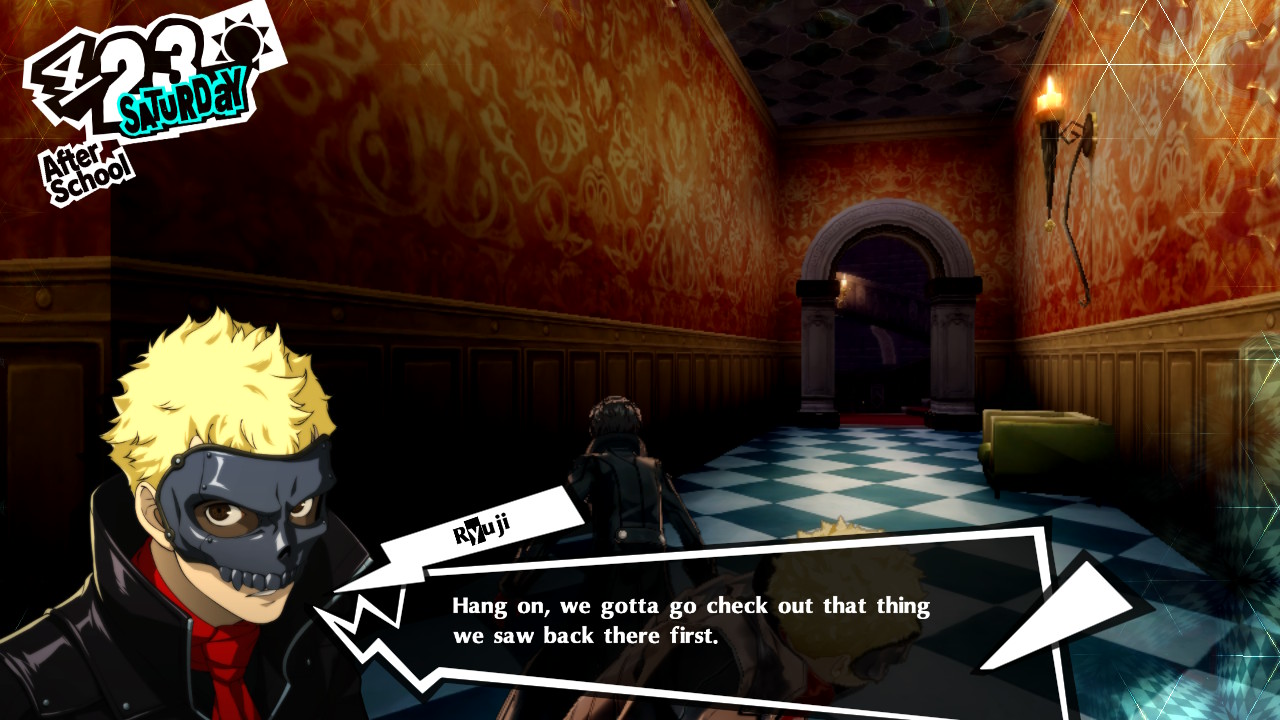 4/23
SATURDAY
After
School
Ryuji
Hang on, we gotta go check out that thing
we saw back there first.